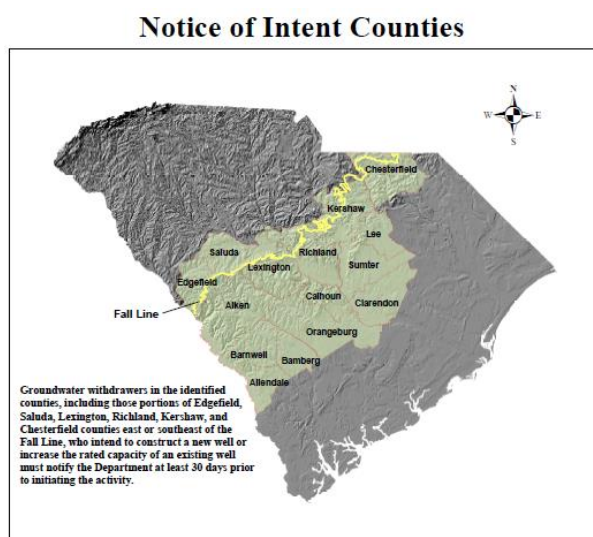 Notice of Intent Counties
N
W E
S
Chesterfield
Kershaw
Lee
Saluda
Richland
Lexington
Sumter
Edgefield
Aiken
Calhoun
Clarendon
Fall Line
Orangeburg
Barnwell
Bamberg
Allendale
Groundwater withdrawers in the identified
counties, including those portions of Edgefield,
Saluda, Lexington, Richland, Kershaw, and
Chesterfield counties east or southeast of the
Fall Line, who intend to construct a new well or
increase the rated capacity of an existing well
must notify the Department at least 30 days prior
to initiating the activity.